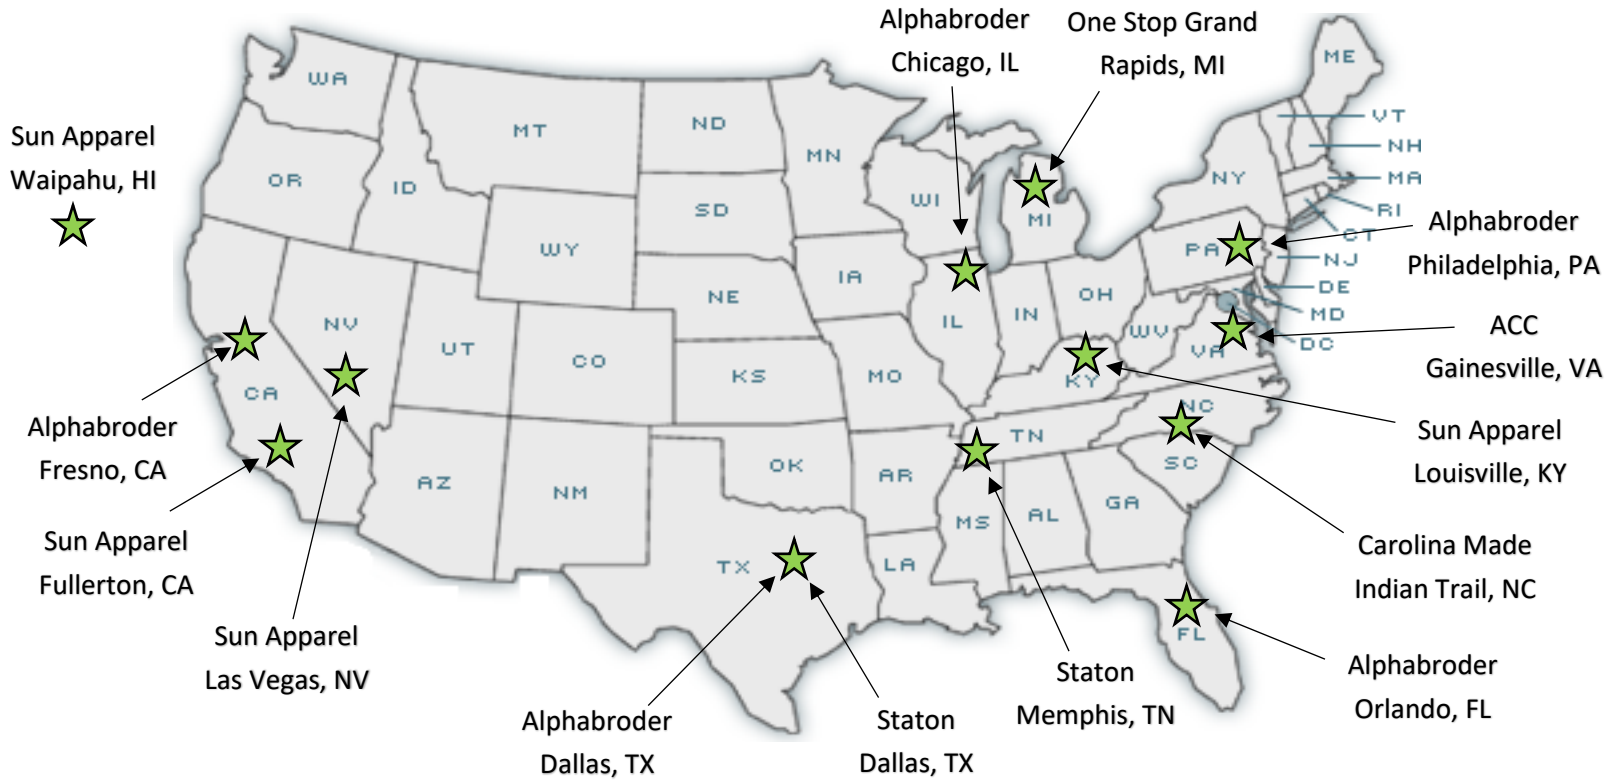 Alphabroder
Chicago, IL
One Stop Grand
Rapids, MI
Sun Apparel
Waipahu, HI
WA
OR
ID
MT
ND
SD
MN
WI
MI
NY
ME
VT
NH
MA
RI
CT
NJ
DE
MD
DC
PA
WY
NE
IA
IL
IN
OH
WV
VA
KY
NV
UT
CO
KS
MO
CA
AZ
NM
OK
AR
TN
NC
SC
MS
AL
GA
TX
LA
FL
Alphabroder
Philadelphia, PA
ACC
Gainesville, VA
Sun Apparel
Louisville, KY
Carolina Made
Indian Trail, NC
Alphabroder
Orlando, FL
Alphabroder
Fresno, CA
Sun Apparel
Fullerton, CA
Sun Apparel
Las Vegas, NV
Alphabroder
Dallas, TX
Staton
Dallas, TX
Staton
Memphis, TN